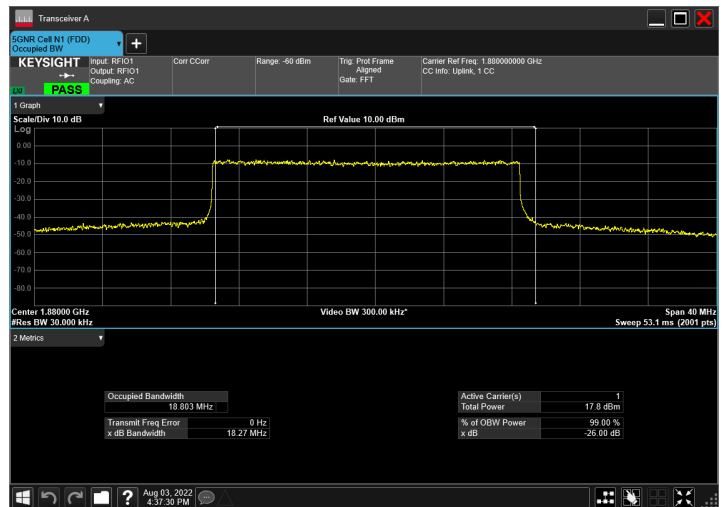 Transceiver A
5GNR Cell N1 (FDD)
Occupied BW
KEYSIGHT
LXI
PASS
Input: RFIO1
Output: RFIO1
Coupling: AC
Corr CCorr
Range: -60 dBm
Trig: Prot Frame
Aligned
Gate: FFT
Carrier Ref Freq: 1.880000000 GHz
CC Info: Uplink, 1 CC
1 Graph
Scale/Div 10.0 dB
Ref Value 10.00 dBm
Log
0.00
-10.0
-20.0
-30.0
-40.0
-50.0
-60.0
-70.0
-80.0
Center 1.88000 GHz
Video BW 300.00 kHz*
Span 40 MHz
#Res BW 30.000 kHz
Sweep 53.1 ms (2001 pts)
2 Metrics
Occupied Bandwidth
18.803 MHz
Transmit Freq Error 0 Hz
x dB Bandwidth 18.27 MHz
Active Carrier(s) 1
Total Power 17.8 dBm
% of OBW Power 99.00 %
x dB -26.00 dB
?
Aug 03, 2022
4:37:30 PM